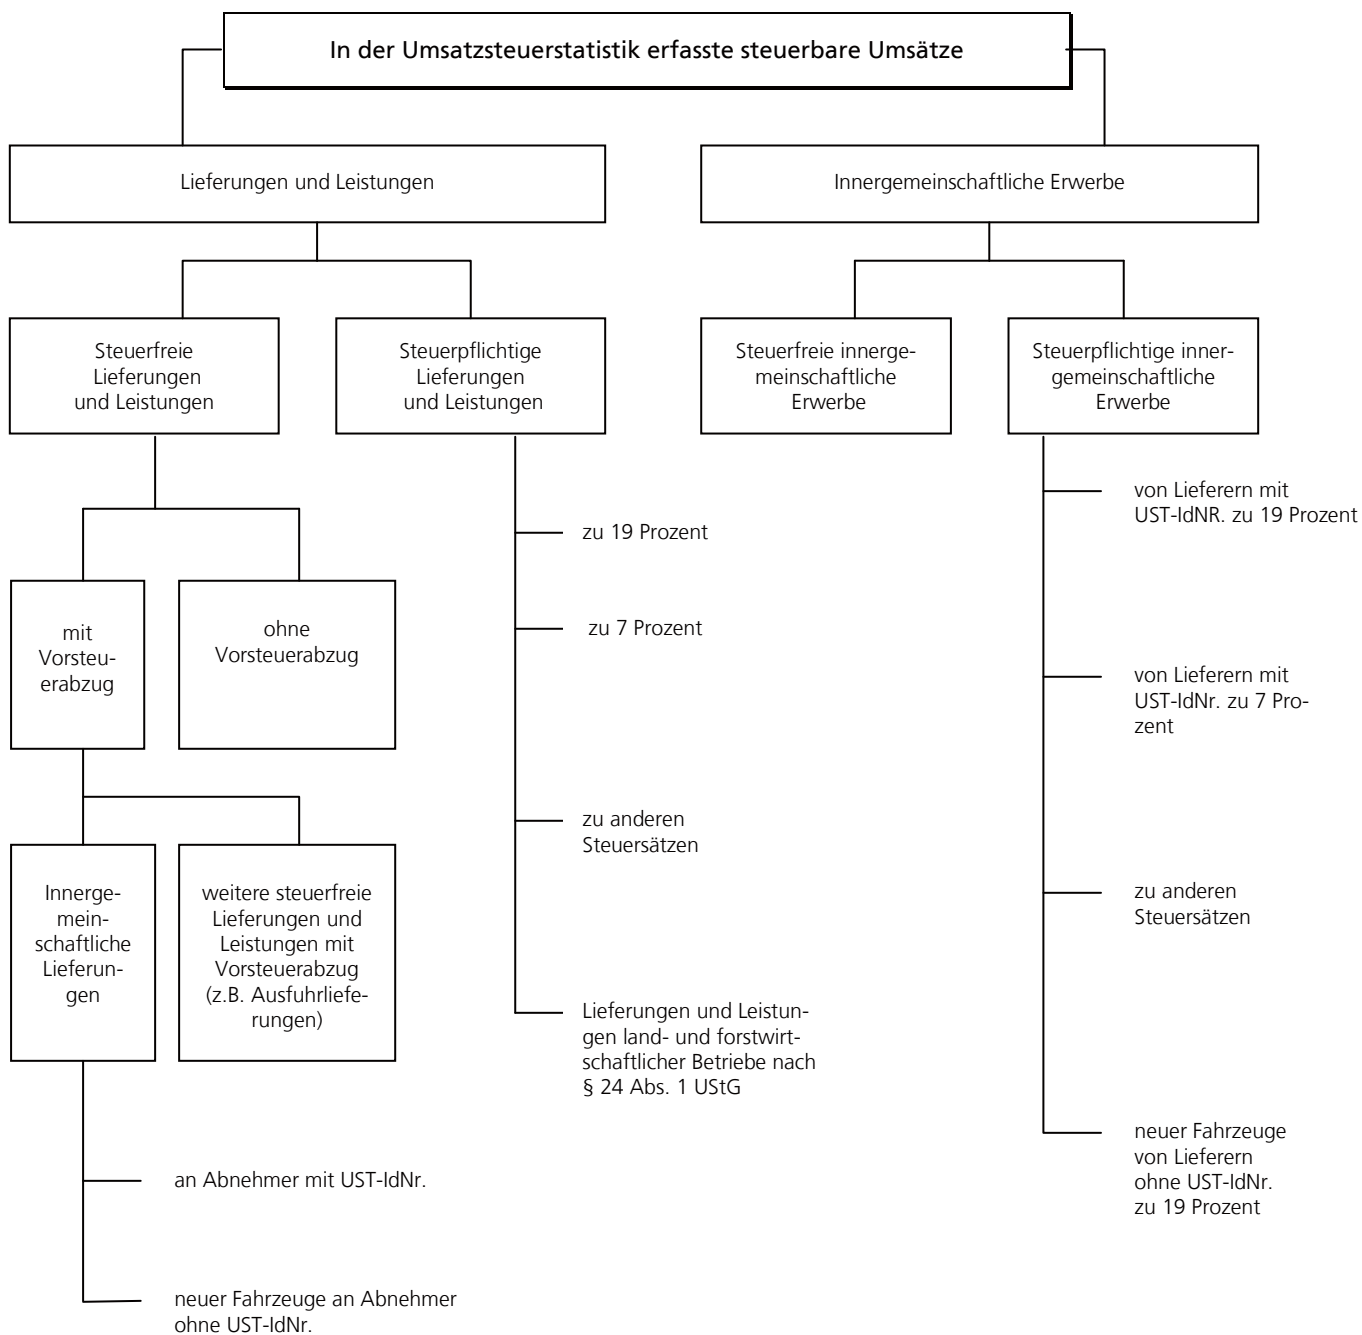 In der Umsatzsteuerstatistik erfasste steuerbare Umsätze
Lieferungen und Leistungen
Innergemeinschaftliche Erwerbe
Steuerfreie
Lieferungen
und Leistungen
Steuerpflichtige
Lieferungen
und Leistungen
Steuerfreie innerge-
meinschaftliche
Erwerbe
Steuerpflichtige inner-
gemeinschaftliche
Erwerbe
mit
Vorsteu-
erabzug
ohne
Vorsteuerabzug
Innerge-
mein-
schaftliche
Lieferun-
gen
weitere steuerfreie
Lieferungen und
Leistungen mit
Vorsteuerabzug
(z.B. Ausfuhrliefe-
rungen)
an Abnehmer mit UST-IdNr.
neuer Fahrzeuge an Abnehmer
ohne UST-IdNr.
zu 19 Prozent
zu 7 Prozent
zu anderen
Steuersätzen
Lieferungen und Leistun-
gen land- und forstwirt-
schaftlicher Betriebe nach
§ 24 Abs. 1 UStG
von Lieferern mit
UST-IdNR. zu 19 Prozent
von Lieferern mit
UST-IdNr. zu 7 Pro-
zent
zu anderen
Steuersätzen
neuer Fahrzeuge
von Lieferern
ohne UST-IdNr.
zu 19 Prozent